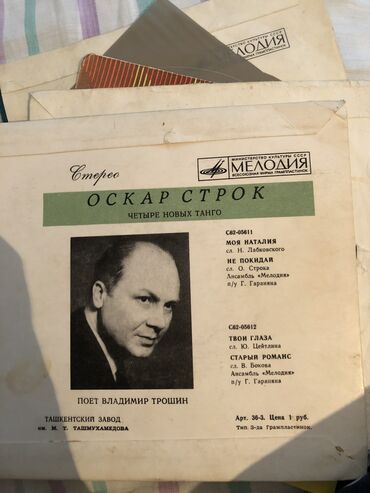 МЕЛОДИЯ
Стерео
МИНИСТЕРСТВО КУЛЬТУРЫ СССР
МЕЛОДИЯ
ВСЕСОЮЗНАЯ ФИРМА ГРАМПЛАСТИНОК
ОСКАР СТРОК
ЧЕТЫРЕ НОВЫХ ТАНГО
С62-05611
МОЯ НАТАЛИЯ
сл. Н. Лабковского
НЕ ПОКИДАЙ
сл. О. Строка
Ансамбль «Мелодия»
п/у Г. Гараняна
С62-05612
ТВОИ ГЛАЗА
сл. Ю. Цейтлина
СТАРЫЙ РОМАНС
сл. В. Бокова
Ансамбль «Мелодия»
п/у Г. Гараняна
ПОЕТ ВЛАДИМИР ТРОШИН
ТАШКЕНТСКИЙ ЗАВОД
им. М. Т. ТАШМУХАМЕДОВА
Арт. 36-3. Цена 1 руб.
Тип. З-да Грампластинок.